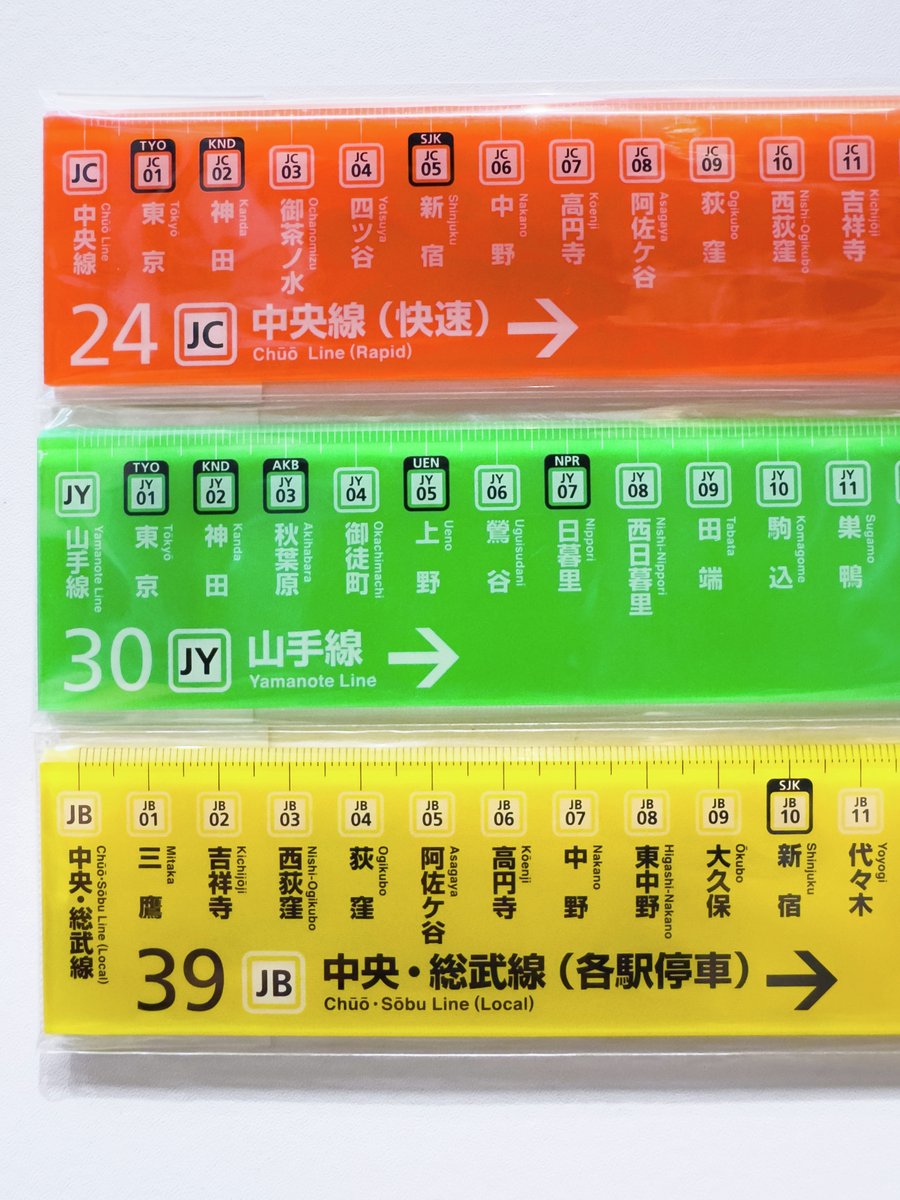 JC 中央線 Chūō Line
TYO JC 01 東京 Tōkyō
KND JC 02 神田 Kanda
JC 03 御茶ノ水 Ochanomizu
JC 04 四ツ谷 Yotsuya
SJK JC 05 新宿 Shinjuku
JC 06 中野 Nakano
JC 07 高円寺 Kōenji
JC 08 阿佐ケ谷 Asagaya
JC 09 荻窪 Ogikubo
JC 10 西荻窪 Nishi-Ogikubo
JC 11 吉祥寺 Kichijōji
24 JC 中央線（快速） →
Chūō Line (Rapid)
JY 山手線 Yamanote Line
TYO JY 01 東京 Tōkyō
KND JY 02 神田 Kanda
AKB JY 03 秋葉原 Akihabara
JY 04 御徒町 Okachimachi
UEN JY 05 上野 Ueno
JY 06 鶯谷 Uguisudani
NPR JY 07 日暮里 Nippori
JY 08 西日暮里 Nishi-Nippori
JY 09 田端 Tabata
JY 10 駒込 Komagome
JY 11 巣鴨 Sugamo
30 JY 山手線 →
Yamanote Line
JB 中央・総武線 Chūō・Sōbu Line (Local)
JB 01 三鷹 Mitaka
JB 02 吉祥寺 Kichijōji
JB 03 西荻窪 Nishi-Ogikubo
JB 04 荻窪 Ogikubo
JB 05 阿佐ケ谷 Asagaya
JB 06 高円寺 Kōenji
JB 07 中野 Nakano
JB 08 東中野 Higashi-Nakano
JB 09 大久保 Ōkubo
SJK JB 10 新宿 Shinjuku
JB 11 代々木 Yoyogi
39 JB 中央・総武線（各駅停車） →
Chūō・Sōbu Line (Local)